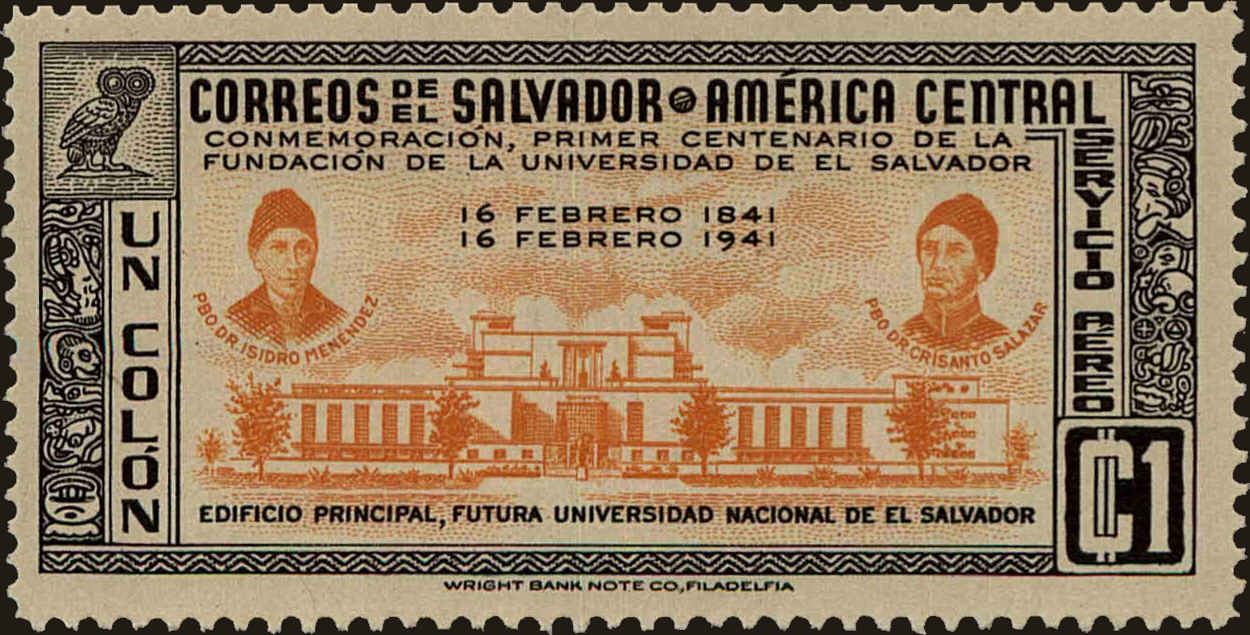 CORREOS DE EL SALVADOR AMÉRICA CENTRAL
CONMEMORACIÓN, PRIMER CENTENARIO DE LA
FUNDACIÓN DE LA UNIVERSIDAD DE EL SALVADOR
16 FEBRERO 1841
16 FEBRERO 1941
UN COLÓN
SERVICIO AEREO
PBO DR. ISIDRO MENÉNDEZ
PBO DR. CRISANTO SALAZAR
EDIFICIO PRINCIPAL, FUTURA UNIVERSIDAD NACIONAL DE EL SALVADOR
₡1
WRIGHT BANK NOTE CO., FILADELFIA